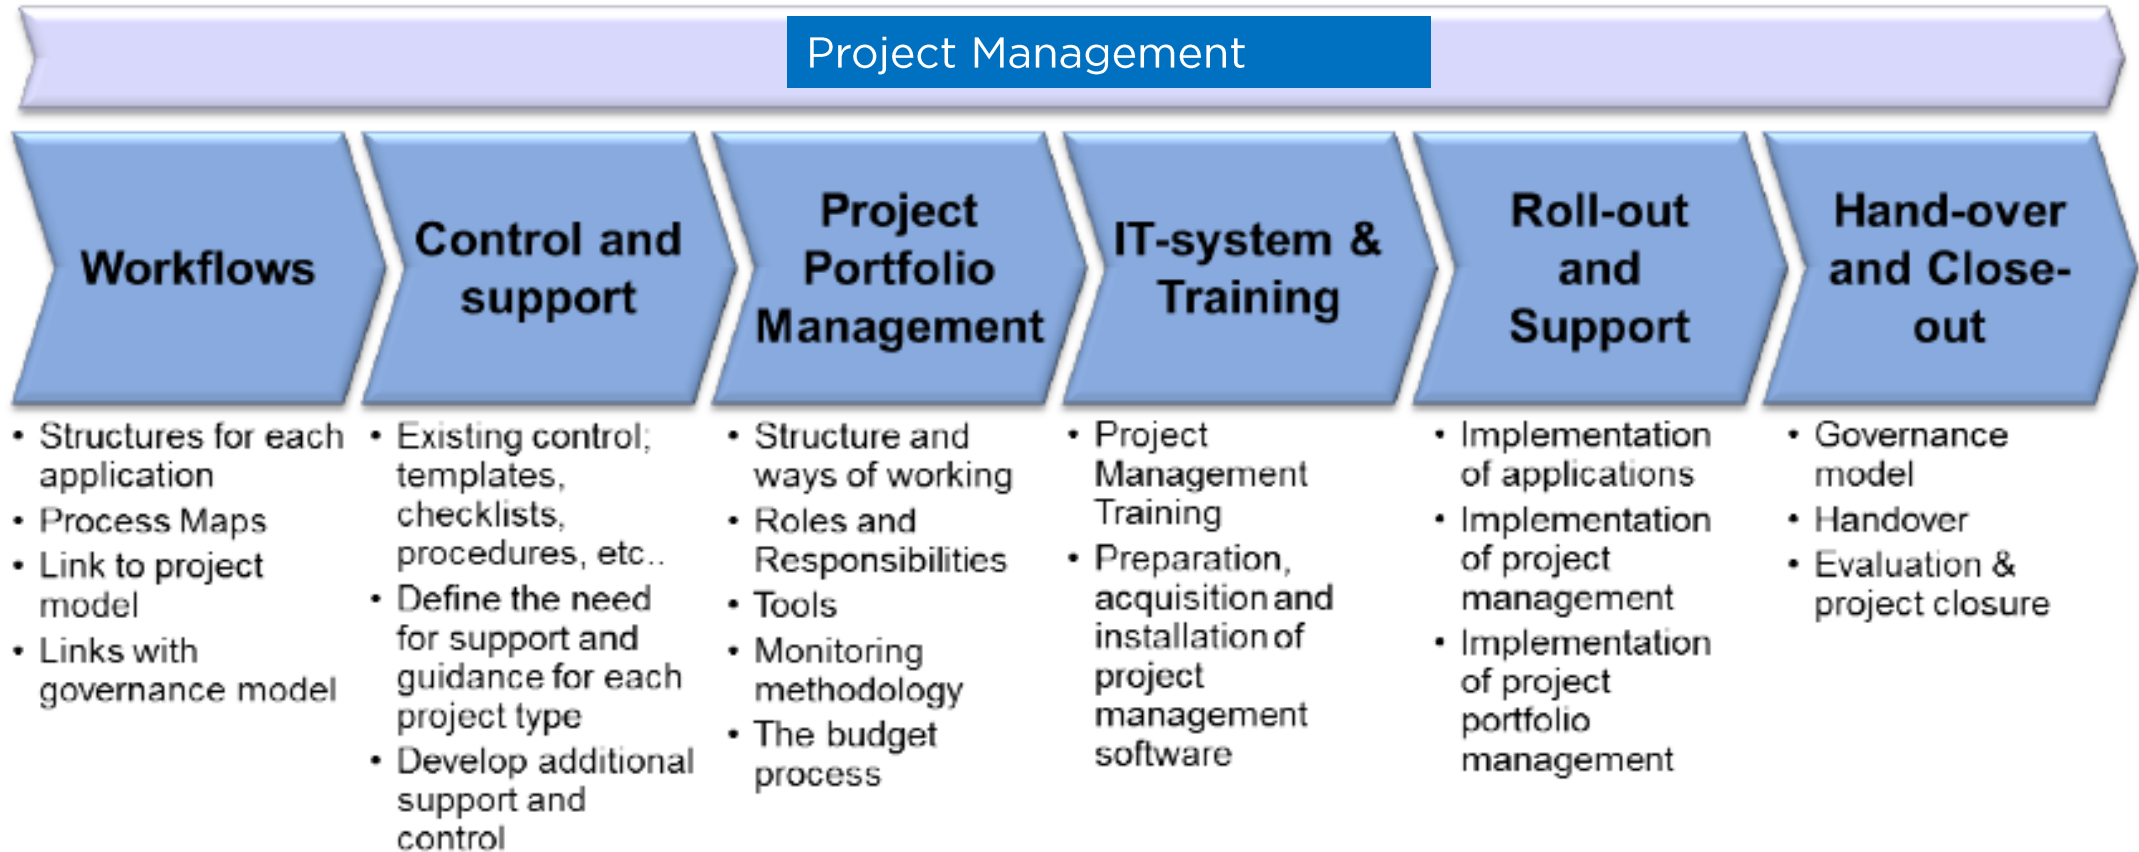 Project Management
Workflows
Control and
support
Project
Portfolio
Management
IT-system &
Training
Roll-out
and
Support
Hand-over
and Close-
out
• Structures for each
application
• Process Maps
• Link to project
model
• Links with
governance model
• Existing control;
templates,
checklists,
procedures, etc..
• Define the need
for support and
guidance for each
project type
• Develop additional
support and
control
• Structure and
ways of working
• Roles and
Responsibilities
• Tools
• Monitoring
methodology
• The budget
process
• Project
Management
Training
• Preparation,
acquisition and
installation of
project
management
software
• Implementation
of applications
• Implementation
of project
management
• Implementation
of project
portfolio
management
• Governance
model
• Handover
• Evaluation &
project closure